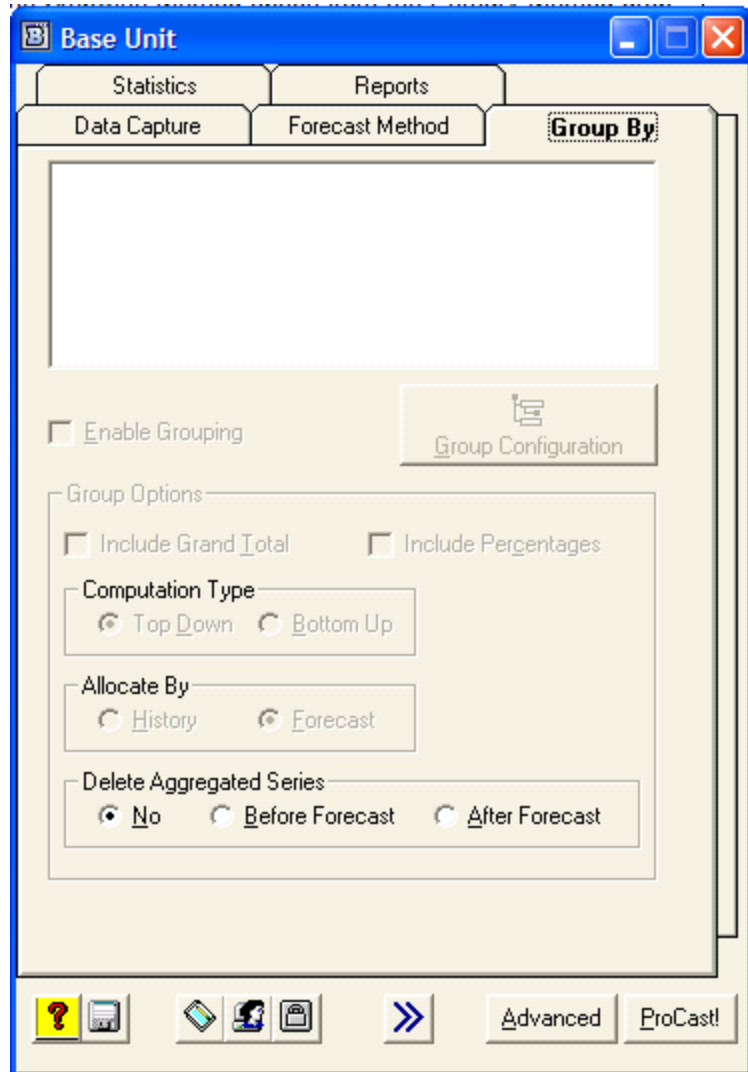 Base Unit
Statistics Reports
Data Capture Forecast Method Group By
Enable Grouping
Group Configuration
Group Options
Include Grand Total Include Percentages
Computation Type
Top Down Bottom Up
Allocate By
History Forecast
Delete Aggregated Series
No Before Forecast After Forecast
Advanced ProCast!